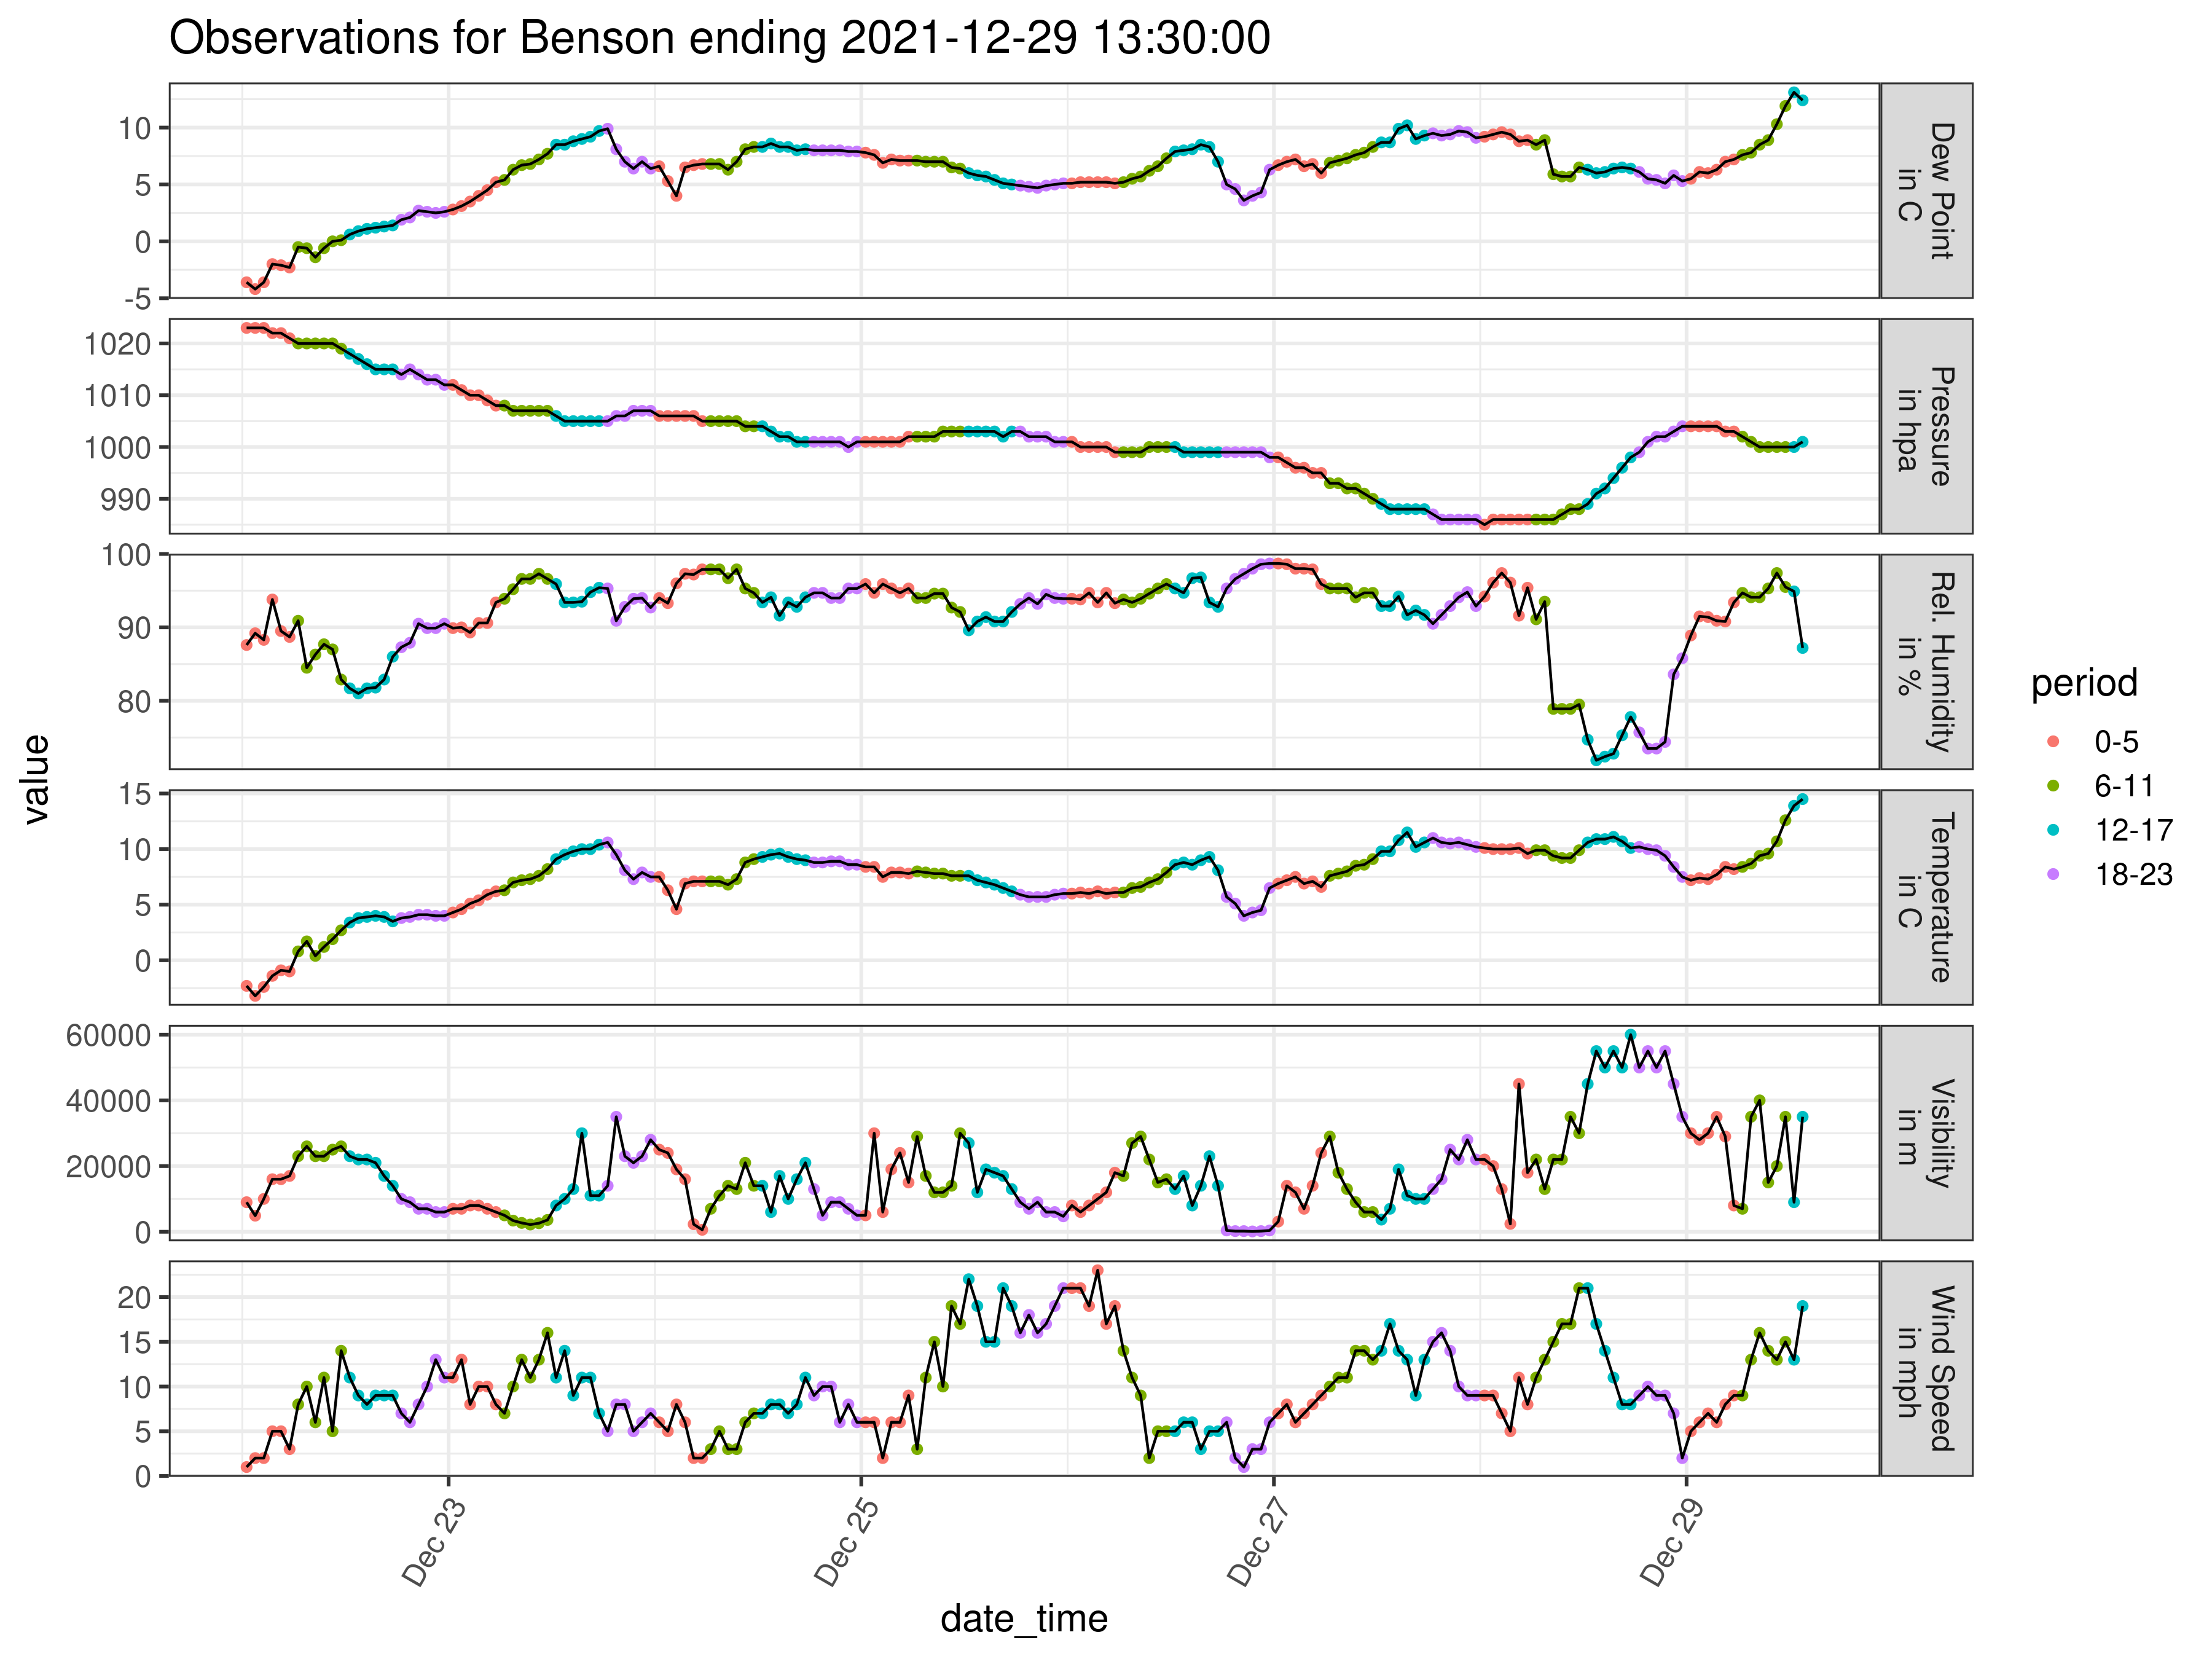 Observations for Benson ending 2021-12-29 13:30:00
value
10
5
0
-5
Dew Point
in C
1020
1010
1000
990
Pressure
in hpa
100
90
80
Rel. Humidity
in %
15
10
5
0
Temperature
in C
60000
40000
20000
0
Visibility
in m
20
15
10
5
0
Wind Speed
in mph
Dec 23
Dec 25
Dec 27
Dec 29
date_time
period
0-5
6-11
12-17
18-23